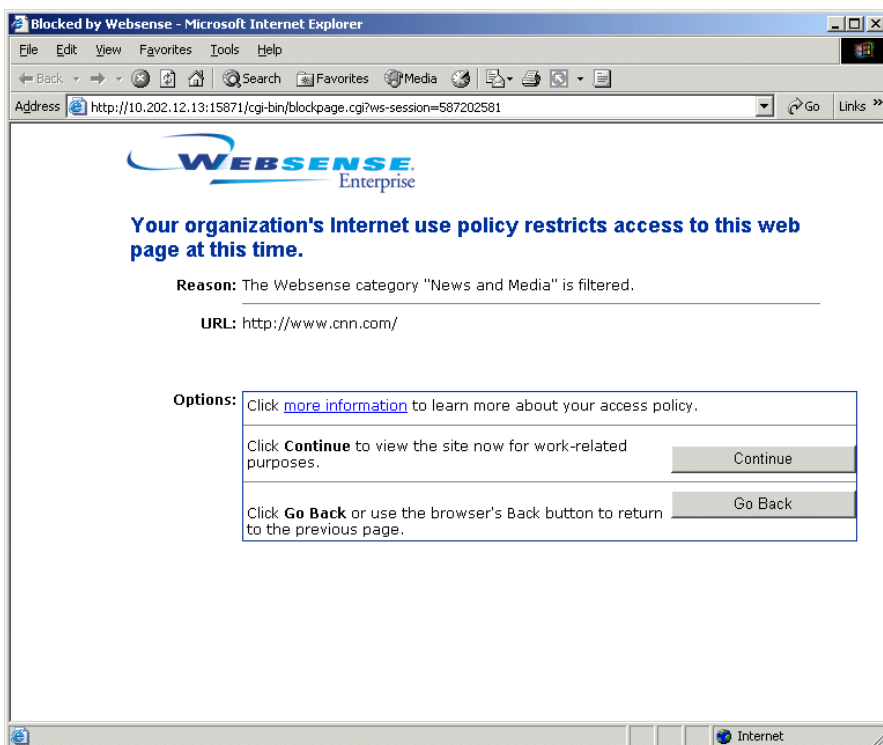 Blocked by Websense - Microsoft Internet Explorer
File Edit View Favorites Tools Help
Back Search Favorites Media
Address http://10.202.12.13:15871/cgi-bin/blockpage.cgi?ws-session=587202581 Go Links »
WEBSENSE.
Enterprise
Your organization's Internet use policy restricts access to this web
page at this time.
Reason: The Websense category "News and Media" is filtered.
URL: http://www.cnn.com/
Options: Click more information to learn more about your access policy.
Click Continue to view the site now for work-related
purposes.
Continue
Click Go Back or use the browser's Back button to return
to the previous page.
Go Back
Internet